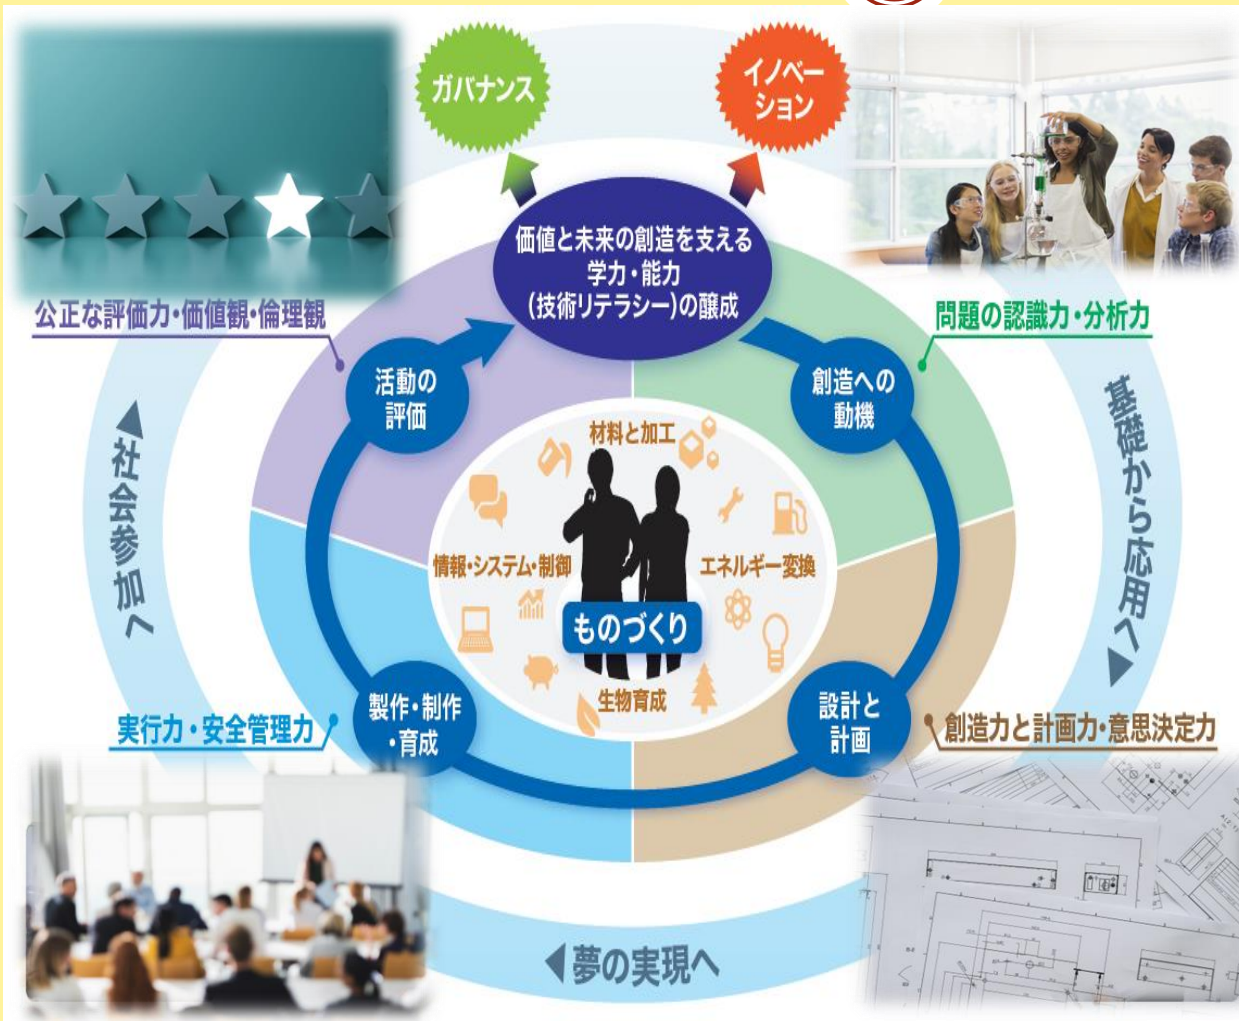 ガバナンス
イノベー
ション
価値と未来の創造を支える
学力・能力
(技術リテラシー)の醸成
公正な評価力・価値観・倫理観
問題の認識力・分析力
活動の
評価
創造への
動機
材料と加工
情報・システム・制御
エネルギー変換
ものづくり
生物育成
▲社会参加へ
基礎から応用へ▶
実行力・安全管理力
製作・制作
・育成
設計と
計画
創造力と計画力・意思決定力
◀夢の実現へ